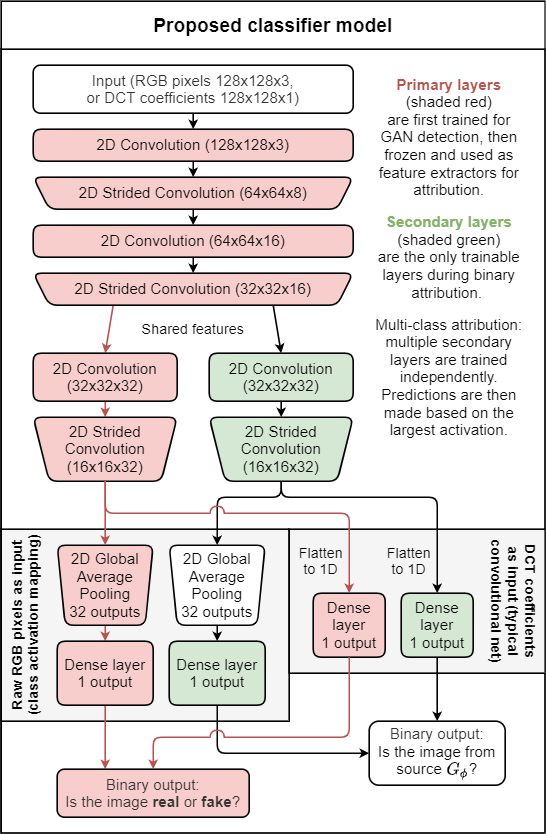 Proposed classifier model
Input (RGB pixels 128x128x3,
or DCT coefficients 128x128x1)
2D Convolution (128x128x3)
2D Strided Convolution (64x64x8)
2D Convolution (64x64x16)
2D Strided Convolution (32x32x16)
Primary layers
(shaded red)
are first trained for
GAN detection, then
frozen and used as
feature extractors for
attribution.
Secondary layers
(shaded green)
are the only trainable
layers during binary
attribution.
Multi-class attribution:
multiple secondary
layers are trained
independently.
Predictions are then
made based on the
largest activation.
Shared features
2D Convolution
(32x32x32)
2D Convolution
(32x32x32)
2D Strided
Convolution
(16x16x32)
2D Strided
Convolution
(16x16x32)
Raw RGB pixels as input
(class activation mapping)
2D Global
Average
Pooling
32 outputs
2D Global
Average
Pooling
32 outputs
Flatten
to 1D
Flatten
to 1D
DCT coefficients
as input (typical
convolutional net)
Dense
layer
1 output
Dense
layer
1 output
Dense layer
1 output
Dense layer
1 output
Binary output:
Is the image from
source G_ϕ?
Binary output:
Is the image real or fake?